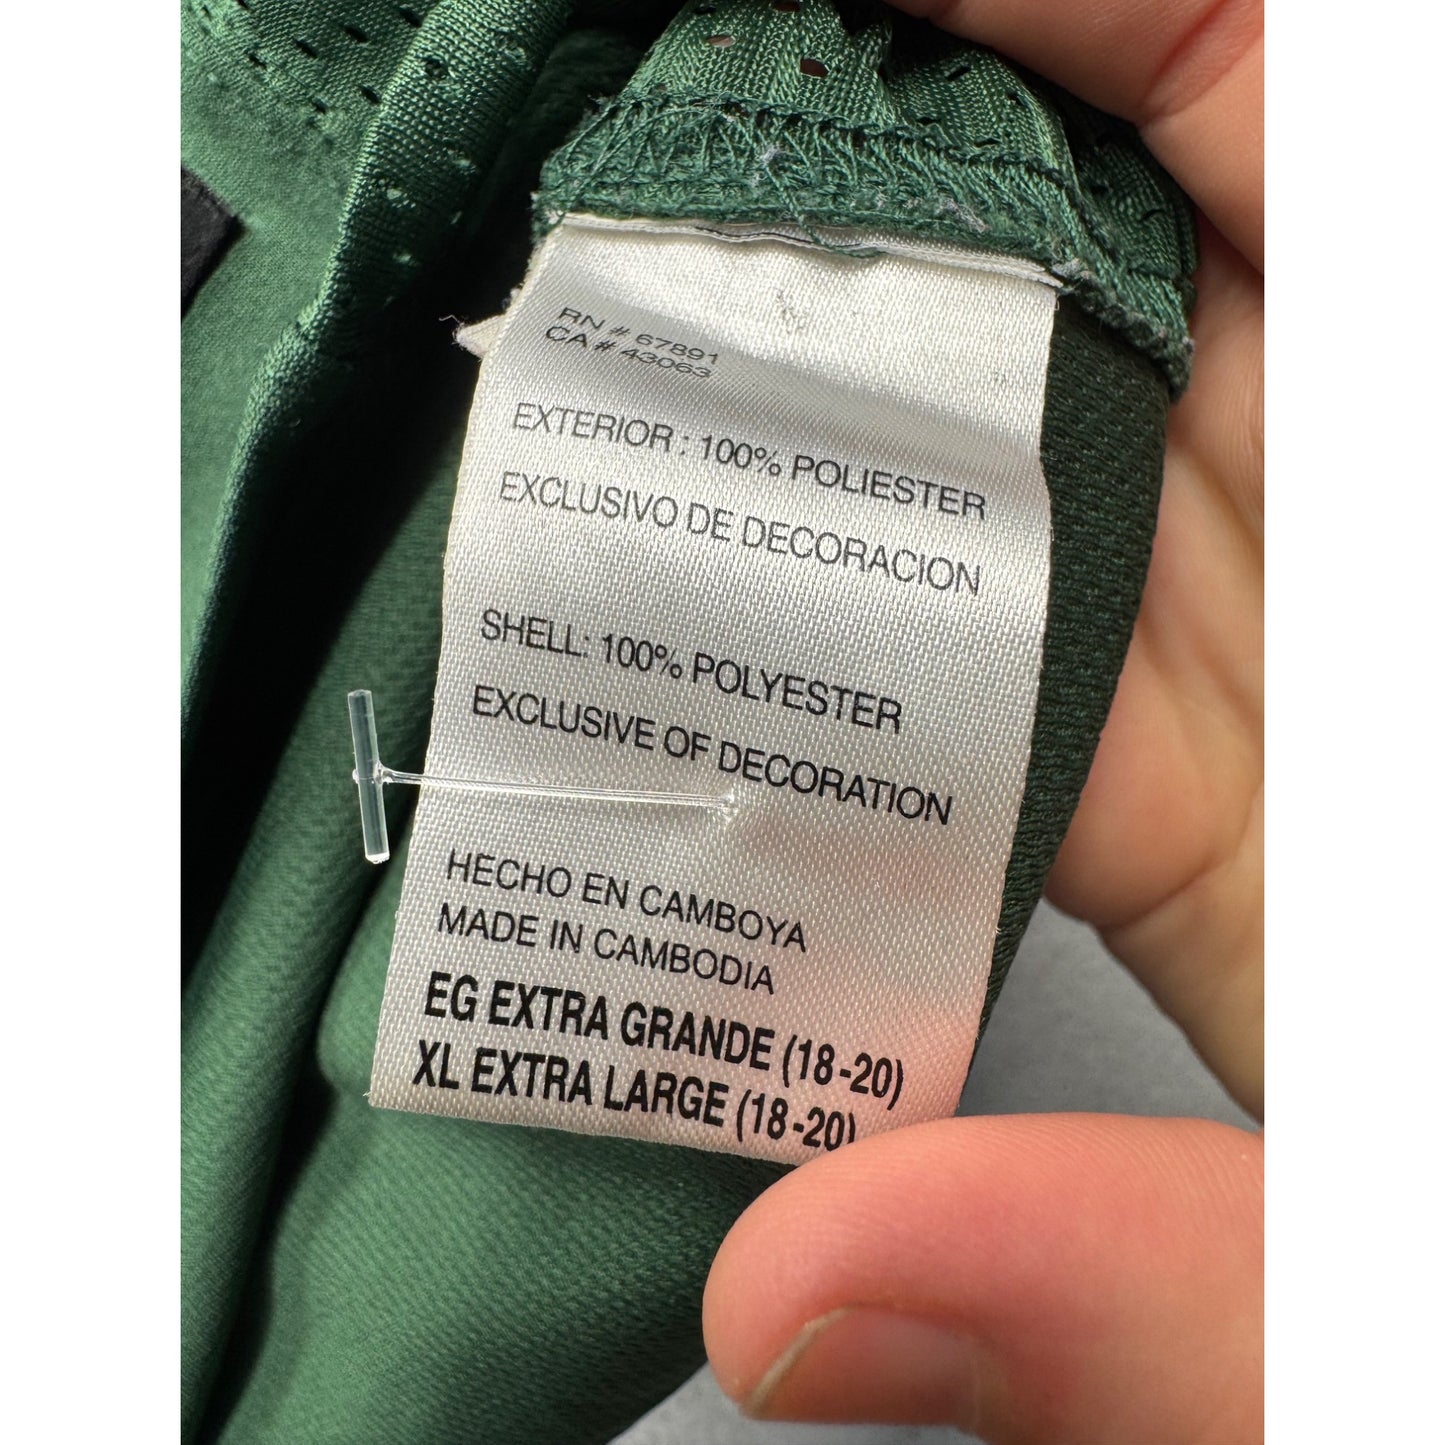 RN # 67891
CA # 43063
EXTERIOR : 100% POLIESTER
EXCLUSIVO DE DECORACION
SHELL: 100% POLYESTER
EXCLUSIVE OF DECORATION
HECHO EN CAMBOYA
MADE IN CAMBODIA
EG EXTRA GRANDE (18-20)
XL EXTRA LARGE (18-20)